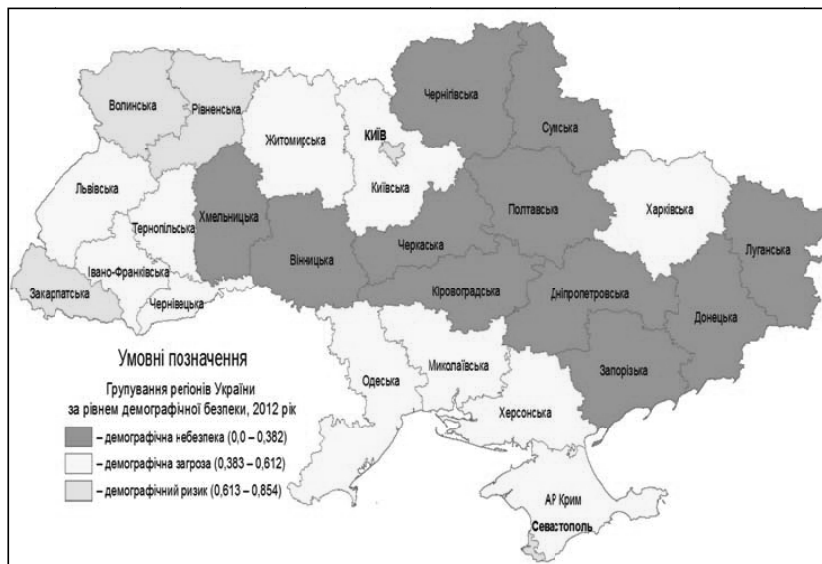 Волинська
Рівненська
Житомирська
КИЇВ
Київська
Чернігівська
Сумська
Львівська
Тернопільська
Хмельницька
Вінницька
Черкаська
Полтавська
Харківська
Луганська
Івано-Франківська
Закарпатська
Чернівецька
Кіровоградська
Дніпропетровська
Донецька
Запорізька
Одеська
Миколаївська
Херсонська
АР Крим
Севастополь
Умовні позначення
Групування регіонів України
за рівнем демографічної безпеки, 2012 рік
– демографічна небезпека (0,0 – 0,382)
– демографічна загроза (0,383 – 0,612)
– демографічний ризик (0,613 – 0,854)